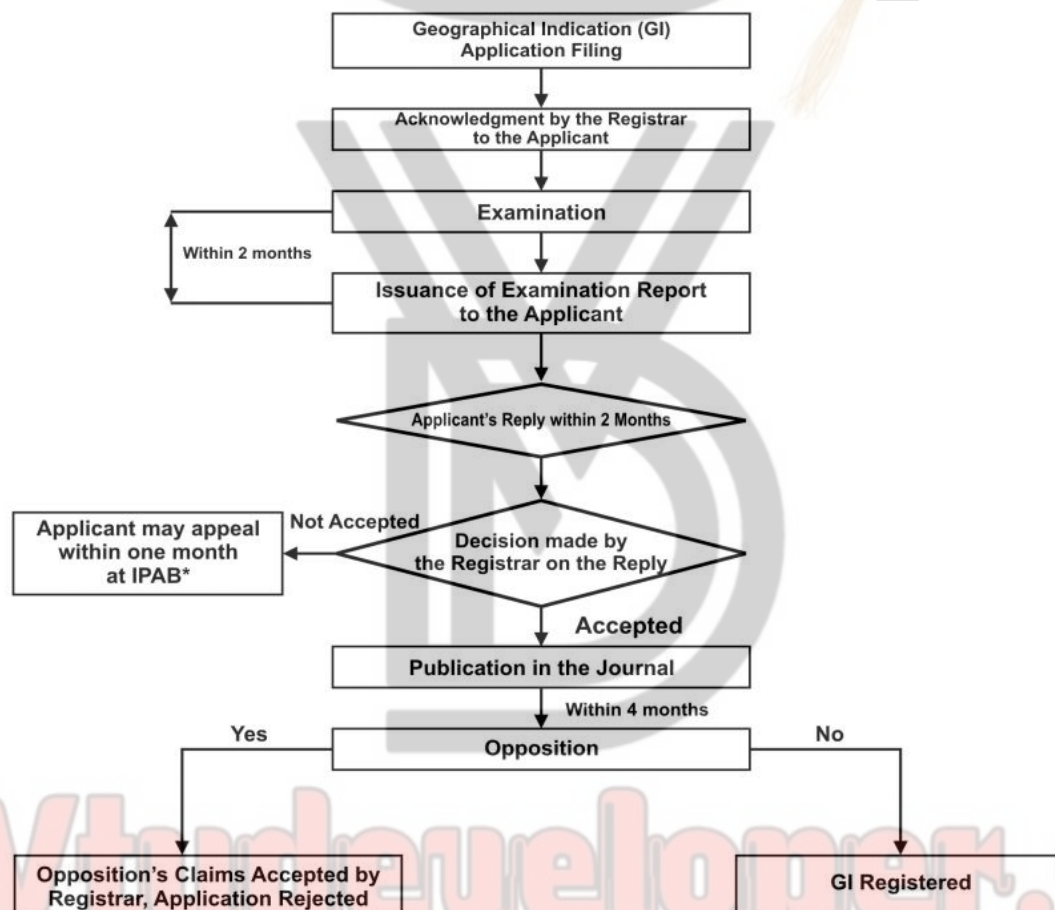 Geographical Indication (GI)
Application Filing
Acknowledgment by the Registrar
to the Applicant
Examination
Within 2 months
Issuance of Examination Report
to the Applicant
Applicant's Reply within 2 Months
Applicant may appeal
within one month
at IPAB*
Not Accepted
Decision made by
the Registrar on the Reply
Accepted
Publication in the Journal
Within 4 months
Yes
Opposition
No
Opposition's Claims Accepted by
Registrar, Application Rejected
GI Registered
Vtudeveloper.